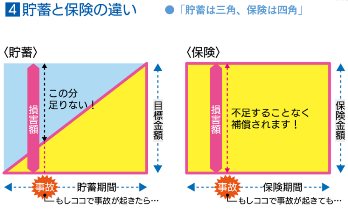 4 貯蓄と保険の違い ●「貯蓄は三角、保険は四角」
〈貯蓄〉
この分
足りない！
損害額
目標金額
事故
貯蓄期間
もしココで事故が起きたら…
〈保険〉
損害額
不足することなく
補償されます！
保険金額
事故
保険期間
もしココで事故が起きても…